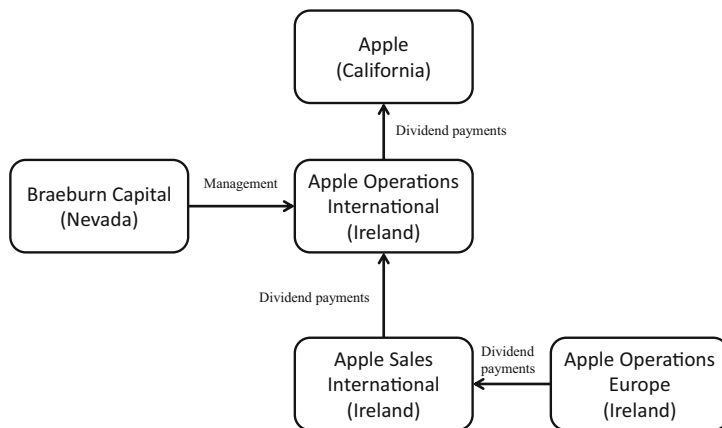 Apple
(California)
Dividend payments
Braeburn Capital
(Nevada)
Management
Apple Operations
International
(Ireland)
Dividend payments
Apple Sales
International
(Ireland)
Dividend
payments
Apple Operations
Europe
(Ireland)